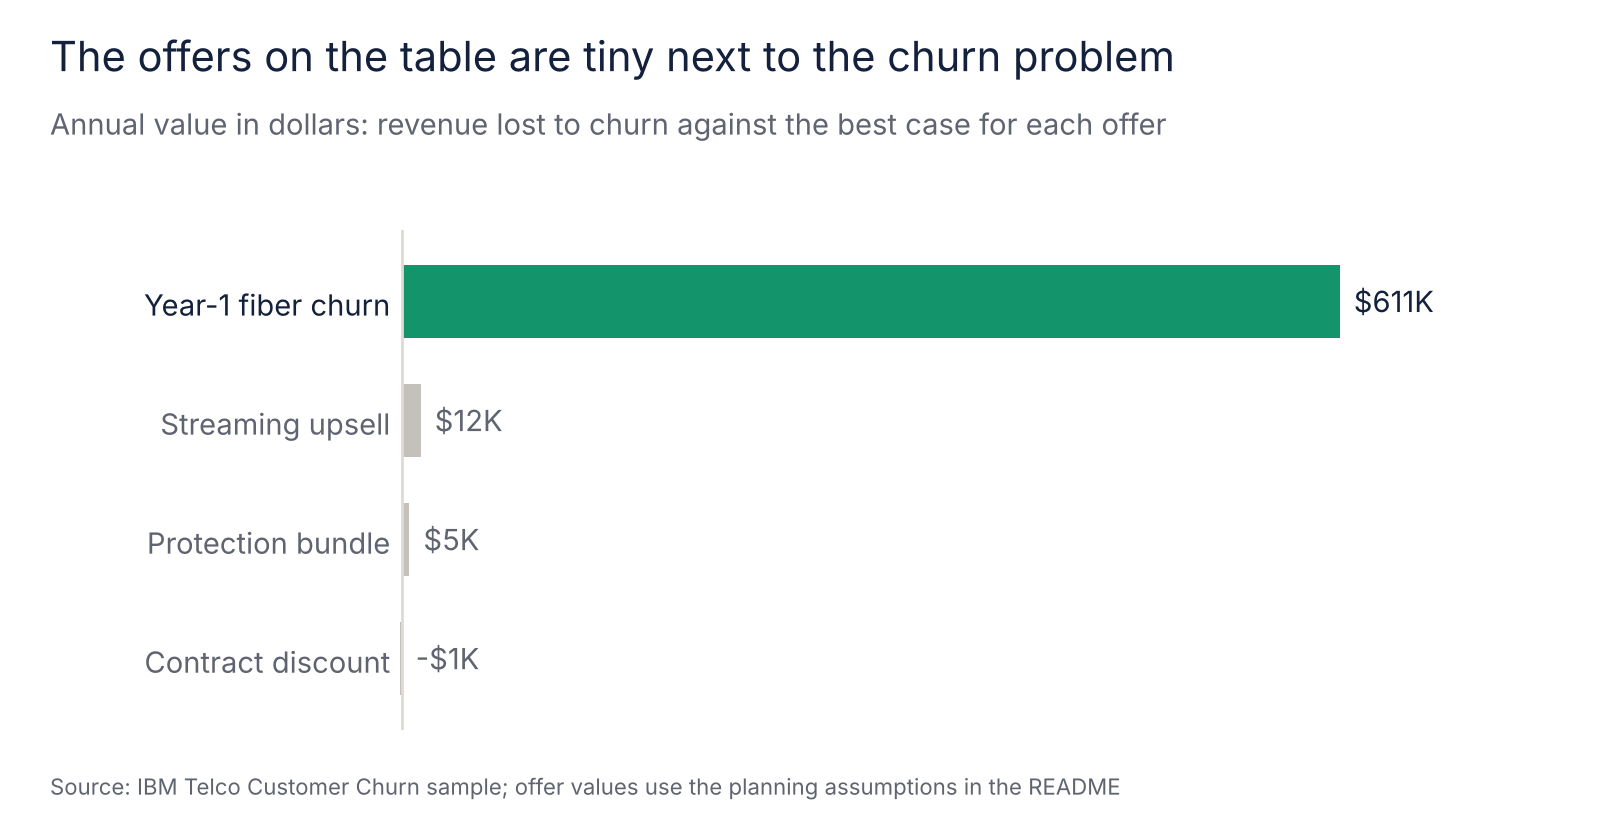 The offers on the table are tiny next to the churn problem
Annual value in dollars: revenue lost to churn against the best case for each offer
Year-1 fiber churn $611K
Streaming upsell $12K
Protection bundle $5K
Contract discount -$1K
Source: IBM Telco Customer Churn sample; offer values use the planning assumptions in the README